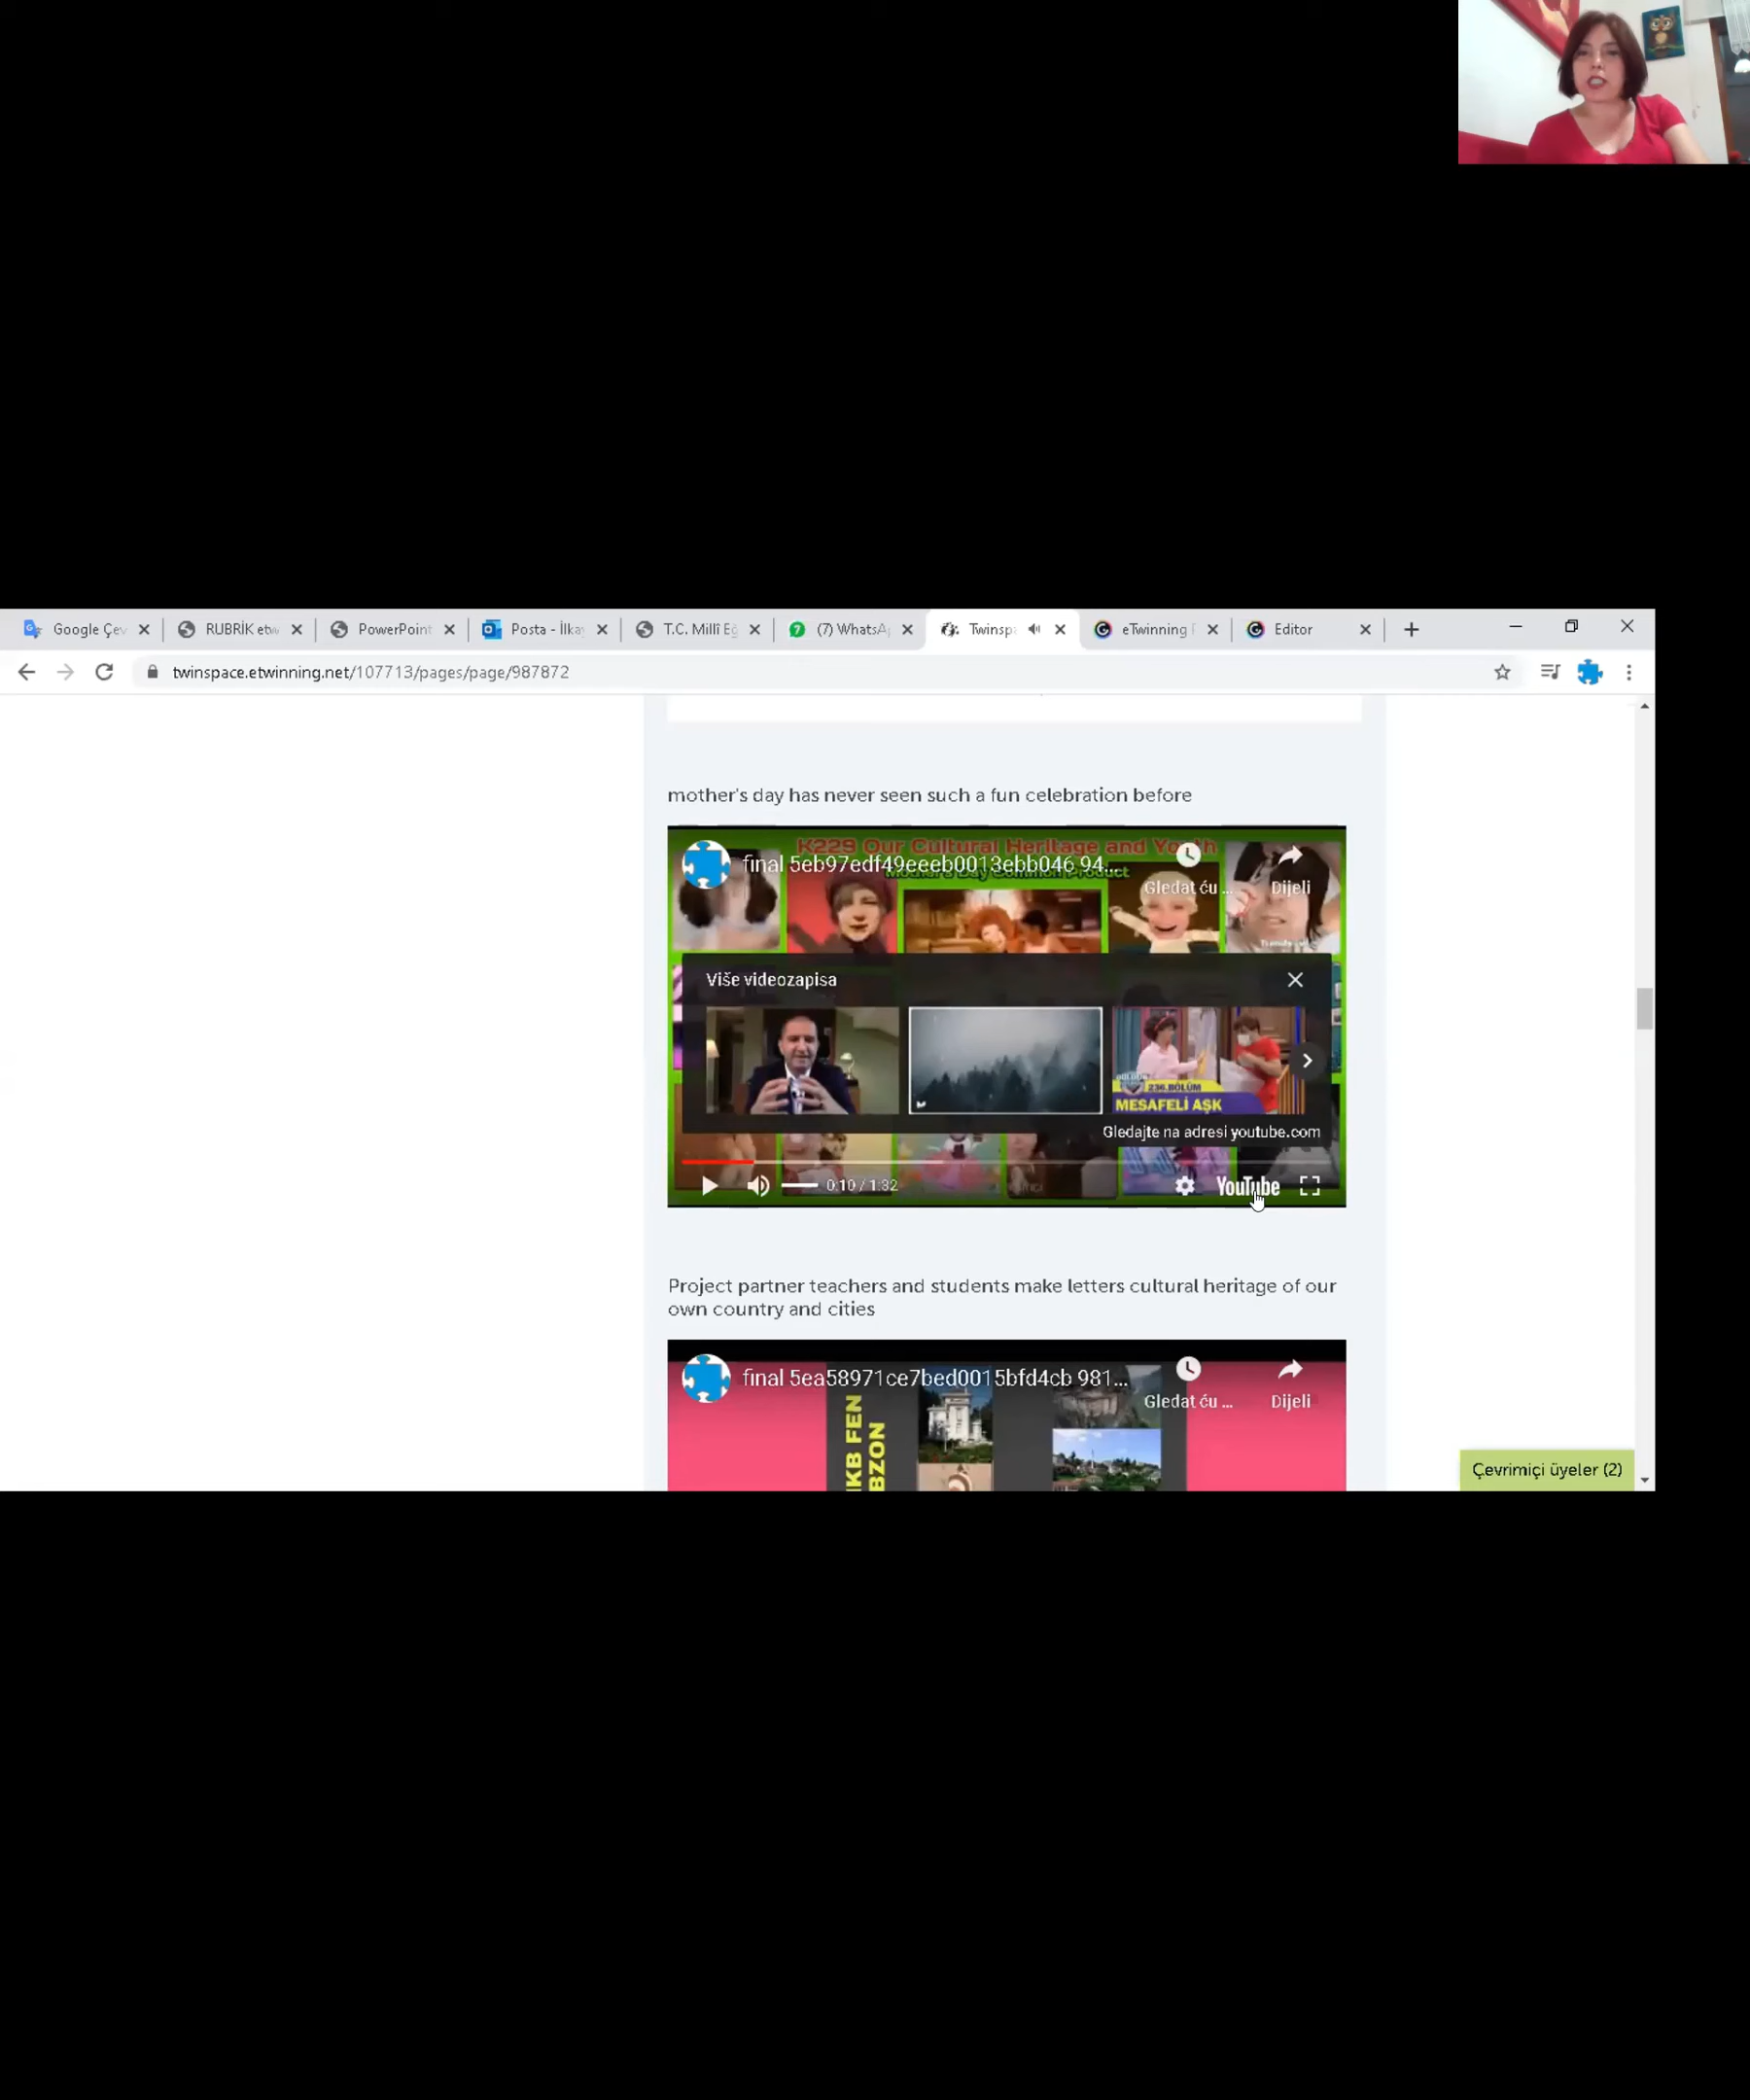 Google Çev
RUBRİK etw
PowerPoint
Posta - İlka
T.C. Millî Eğ
(7) WhatsA
Twinsp
eTwinning
Editor
twinspace.etwinning.net/107713/pages/page/987872
mother's day has never seen such a fun celebration before
K229 Our Cultural Heritage and Youth
final 5eb97edf49eeeb0013ebb046 94...
Mother's Day Common Product
Gledat ću ...
Dijeli
Više videozapisa
236.BÖLÜM
MESAFELİ AŞK
Gledajte na adresi youtube.com
0:10 / 1:32
YouTube
Project partner teachers and students make letters cultural heritage of our
own country and cities
final 5ea58971ce7bed0015bfd4cb 981...
Gledat ću ...
Dijeli
IKB FEN
BZON
Çevrimiçi üyeler (2)